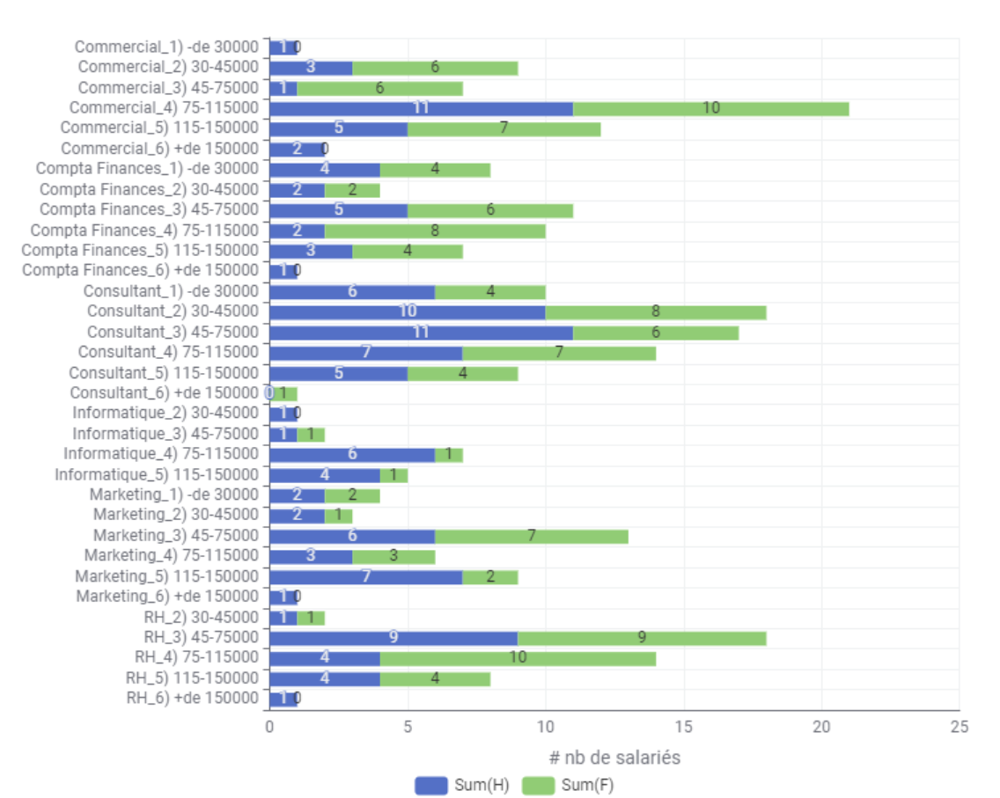 Commercial_1) -de 30000 1 0
Commercial_2) 30-45000 3 6
Commercial_3) 45-75000 1 6
Commercial_4) 75-115000 11 10
Commercial_5) 115-150000 5 7
Commercial_6) +de 150000 2 0
Compta Finances_1) -de 30000 4 4
Compta Finances_2) 30-45000 2 2
Compta Finances_3) 45-75000 5 6
Compta Finances_4) 75-115000 2 8
Compta Finances_5) 115-150000 3 4
Compta Finances_6) +de 150000 1 0
Consultant_1) -de 30000 6 4
Consultant_2) 30-45000 10 8
Consultant_3) 45-75000 11 6
Consultant_4) 75-115000 7 7
Consultant_5) 115-150000 5 4
Consultant_6) +de 150000 0 1
Informatique_2) 30-45000 1 0
Informatique_3) 45-75000 1 1
Informatique_4) 75-115000 6 1
Informatique_5) 115-150000 4 1
Marketing_1) -de 30000 2 2
Marketing_2) 30-45000 2 1
Marketing_3) 45-75000 6 7
Marketing_4) 75-115000 3 3
Marketing_5) 115-150000 7 2
Marketing_6) +de 150000 1 0
RH_2) 30-45000 1 1
RH_3) 45-75000 9 9
RH_4) 75-115000 4 10
RH_5) 115-150000 4 4
RH_6) +de 150000 1 0
0 5 10 15 20 25
# nb de salariés
Sum(H) Sum(F)